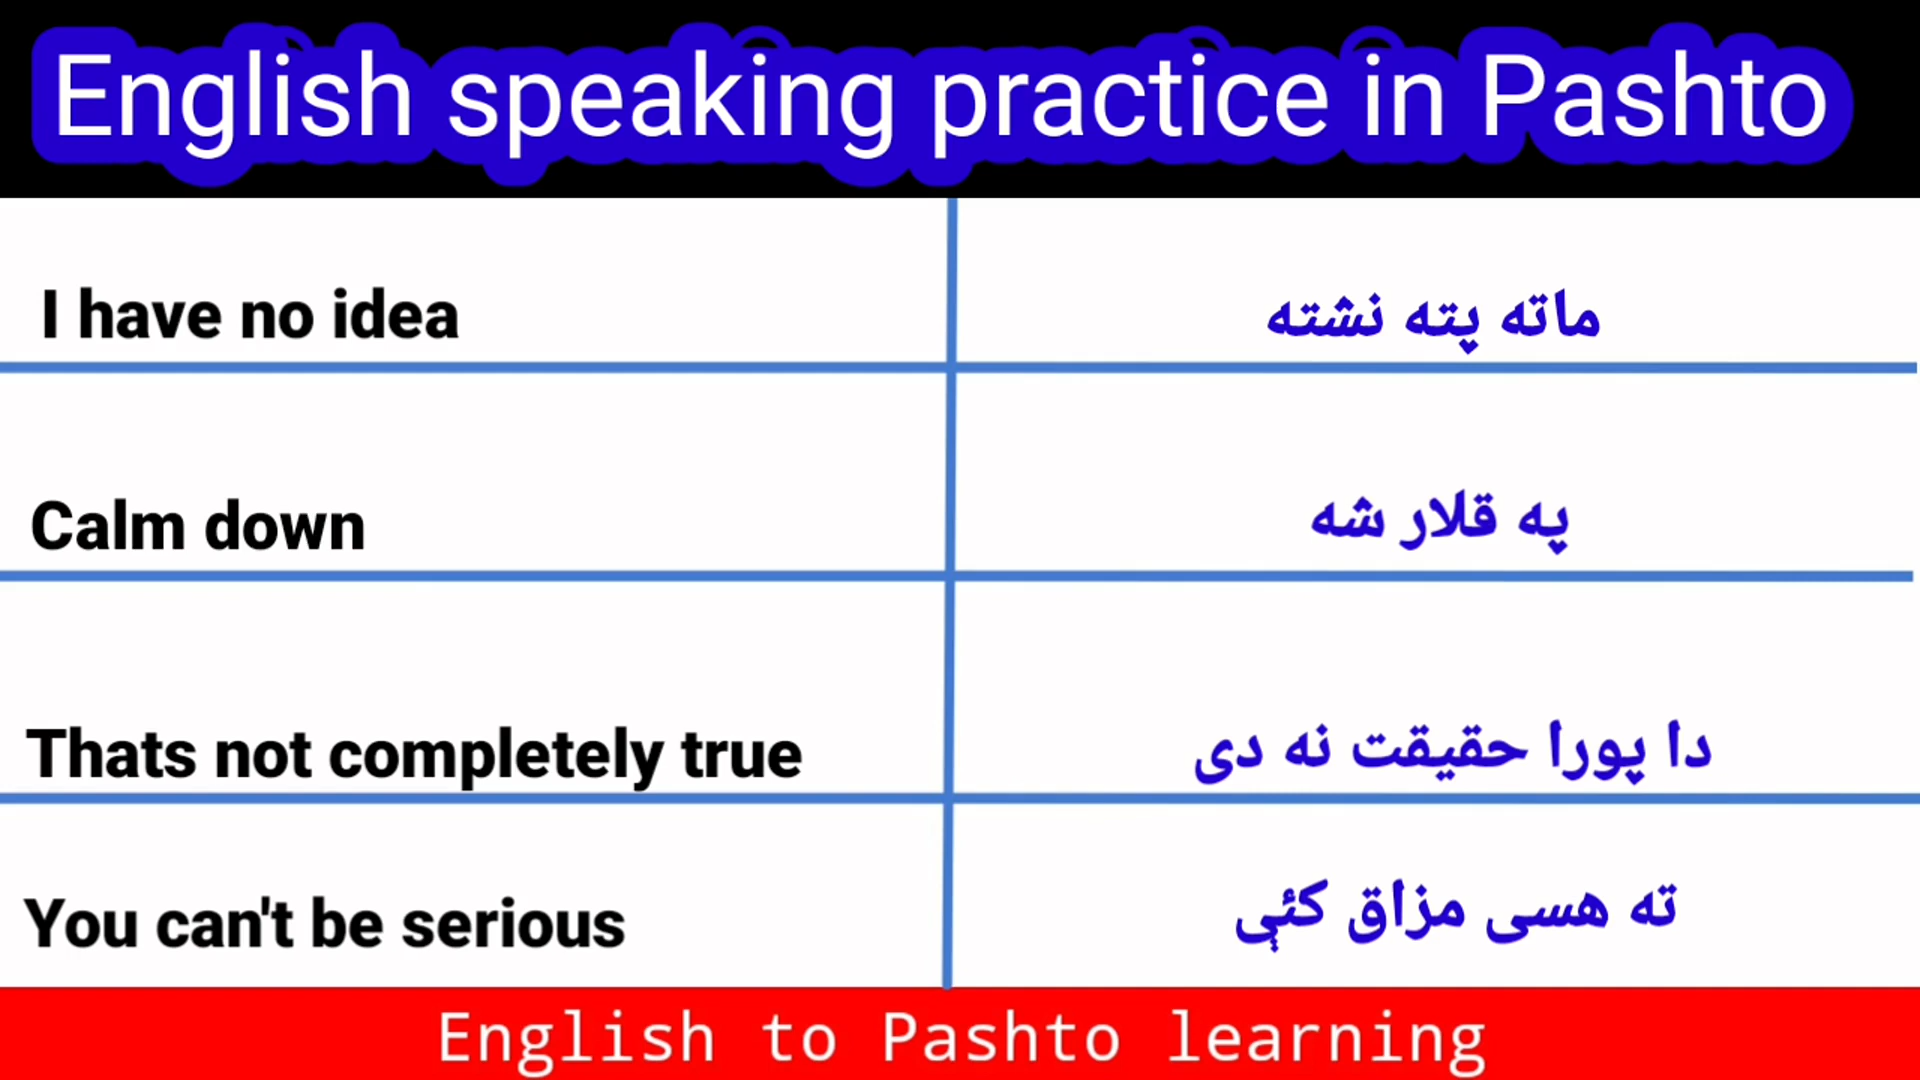 English speaking practice in Pashto
I have no idea
ماته پته نشته
Calm down
په قلار شه
Thats not completely true
دا پورا حقیقت نه دی
You can't be serious
ته هسی مزاق کئې
English to Pashto learning